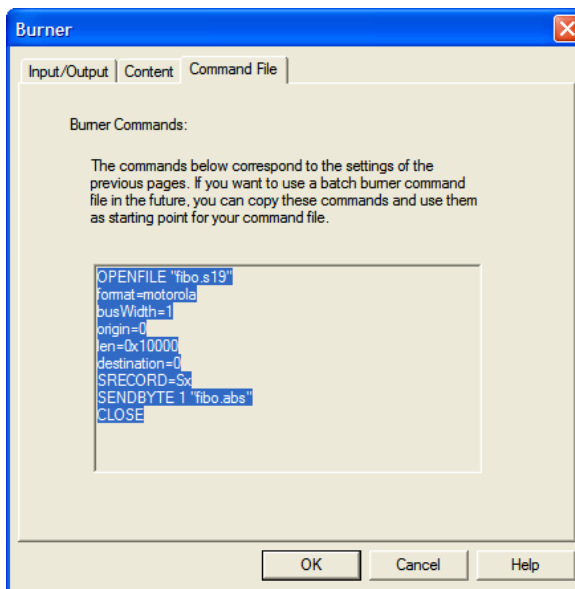 Burner
Input/Output Content Command File
Burner Commands:
The commands below correspond to the settings of the
previous pages. If you want to use a batch burner command
file in the future, you can copy these commands and use them
as starting point for your command file.
OPENFILE "fibo.s19"
format=motorola
busWidth=1
origin=0
len=0x10000
destination=0
SRECORD=Sx
SENDBYTE 1 "fibo.abs"
CLOSE
OK Cancel Help